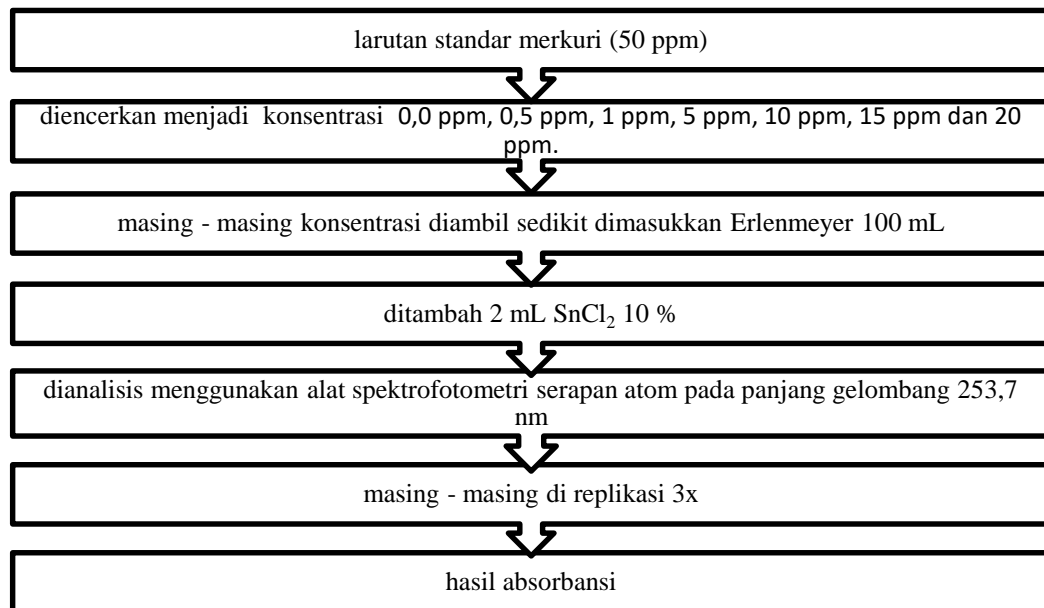 larutan standar merkuri (50 ppm)
diencerkan menjadi konsentrasi 0,0 ppm, 0,5 ppm, 1 ppm, 5 ppm, 10 ppm, 15 ppm dan 20
ppm.
masing - masing konsentrasi diambil sedikit dimasukkan Erlenmeyer 100 mL
ditambah 2 mL SnCl₂ 10 %
dianalisis menggunakan alat spektrofotometri serapan atom pada panjang gelombang 253,7
nm
masing - masing di replikasi 3x
hasil absorbansi